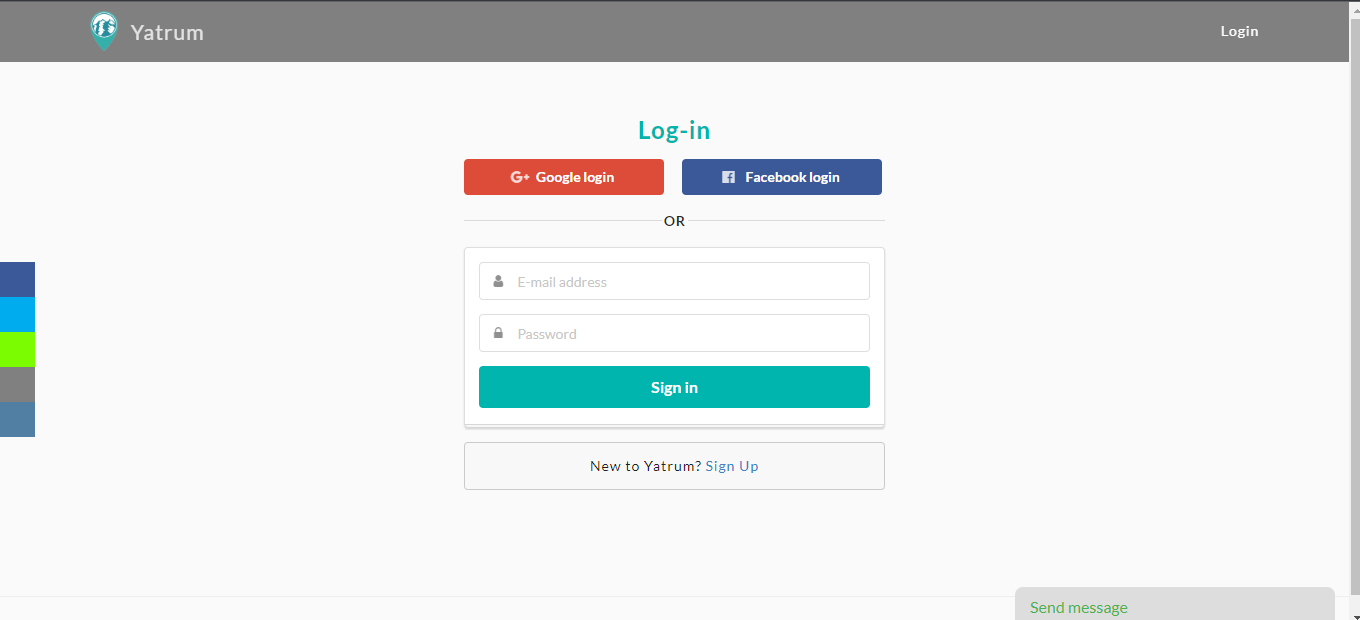 Yatrum
Login
Log-in
G+ Google login
Facebook login
OR
E-mail address
Password
Sign in
New to Yatrum? Sign Up
Send message